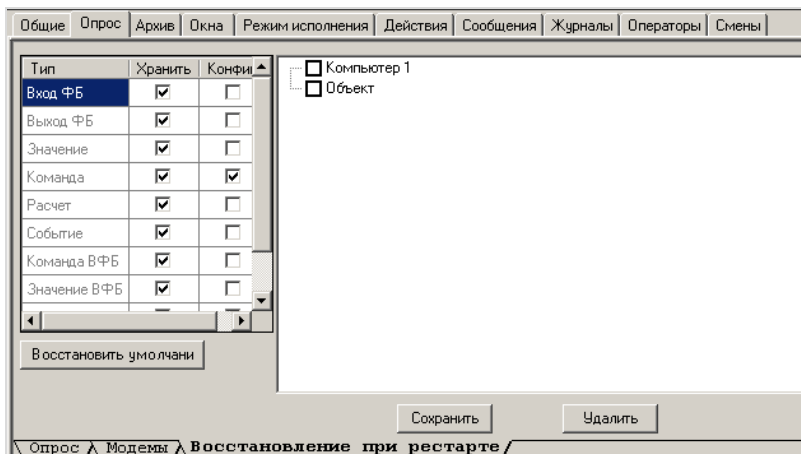 Общие Опрос Архив Окна Режим исполнения Действия Сообщения Журналы Операторы Смены
Тип Хранить Конфи
Вход ФБ
Выход ФБ
Значение
Команда
Расчет
Событие
Команда ВФБ
Значение ВФБ
Компьютер 1
Объект
Восстановить умолчани
Сохранить Удалить
Опрос Модемы Восстановление при рестарте